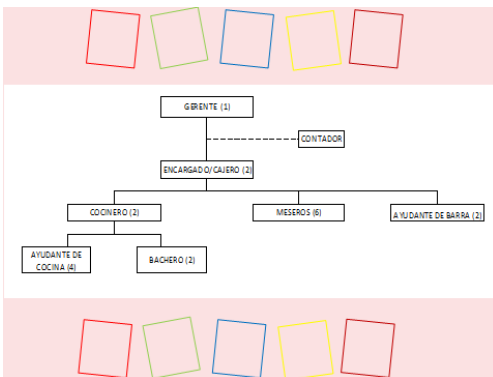 GERENTE (1)
CONTADOR
ENCARGADO/CAJERO (2)
COCINERO (2)
MESEROS (6)
AYUDANTE DE BARRA (2)
AYUDANTE DE
COCINA (4)
BACHERO (2)